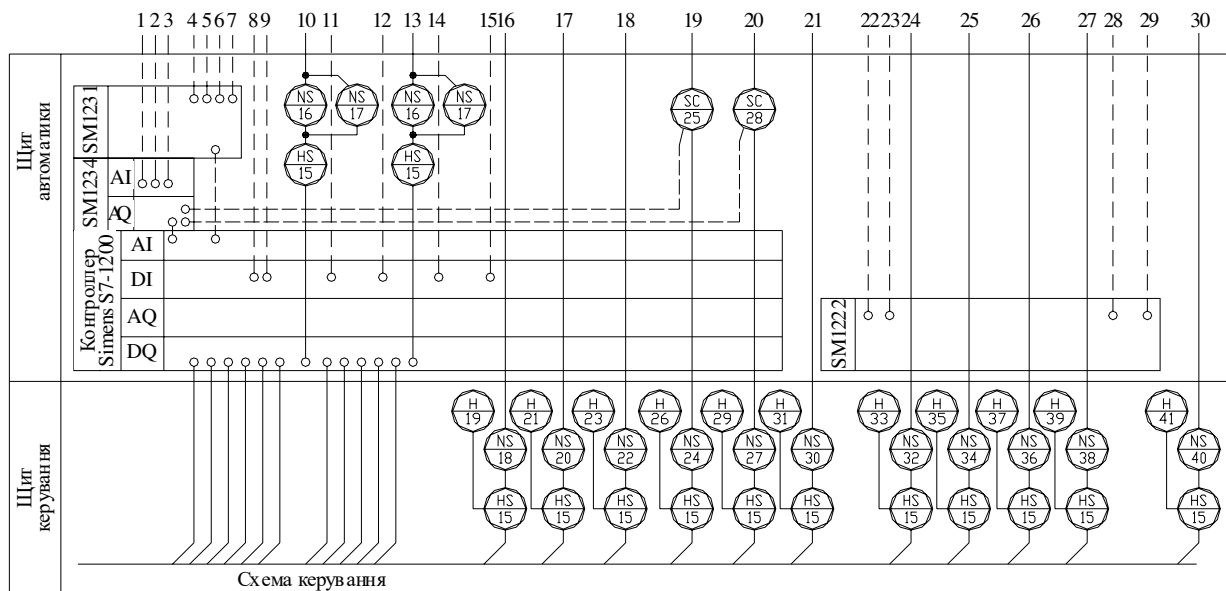 1 2 3 4 5 6 7 8 9 10 11 12 13 14 15 16 17 18 19 20 21 22 23 24 25 26 27 28 29 30
Щит
автоматики
SM1231
SM1234
AI
AQ
Контроллер
Simens S7-1200
AI
DI
AQ
DQ
NS
16
NS
17
HS
15
NS
16
NS
17
HS
15
SC
25
SC
28
SM1222
Щит
керування
H
19
H
21
H
23
H
26
H
29
H
31
H
33
H
35
H
37
H
39
H
41
NS
18
NS
20
NS
22
NS
24
NS
27
NS
30
NS
32
NS
34
NS
36
NS
38
NS
40
HS
15
HS
15
HS
15
HS
15
HS
15
HS
15
HS
15
HS
15
HS
15
HS
15
HS
15
Схема керування